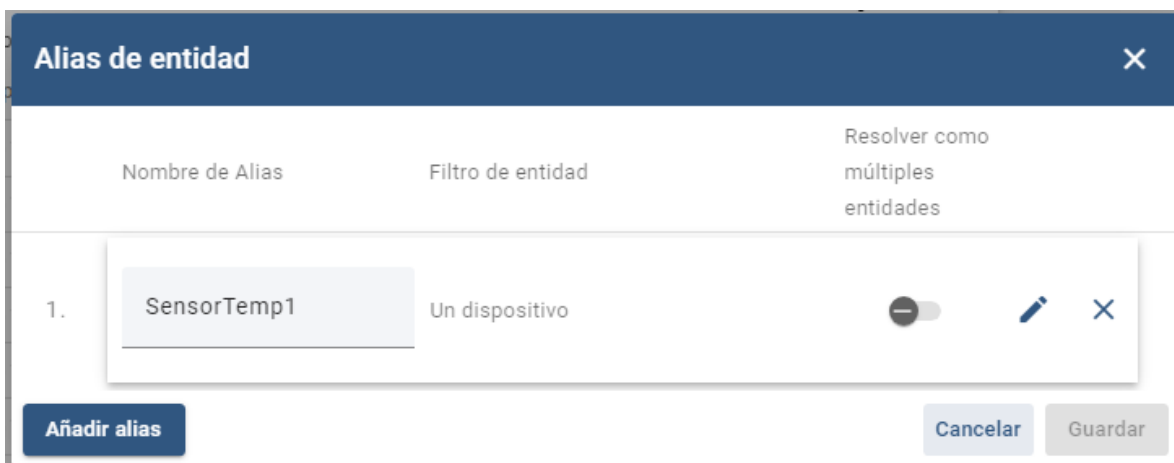 Alias de entidad
Nombre de Alias
Filtro de entidad
Resolver como
múltiples
entidades
1.
SensorTemp1
Un dispositivo
Añadir alias
Cancelar
Guardar